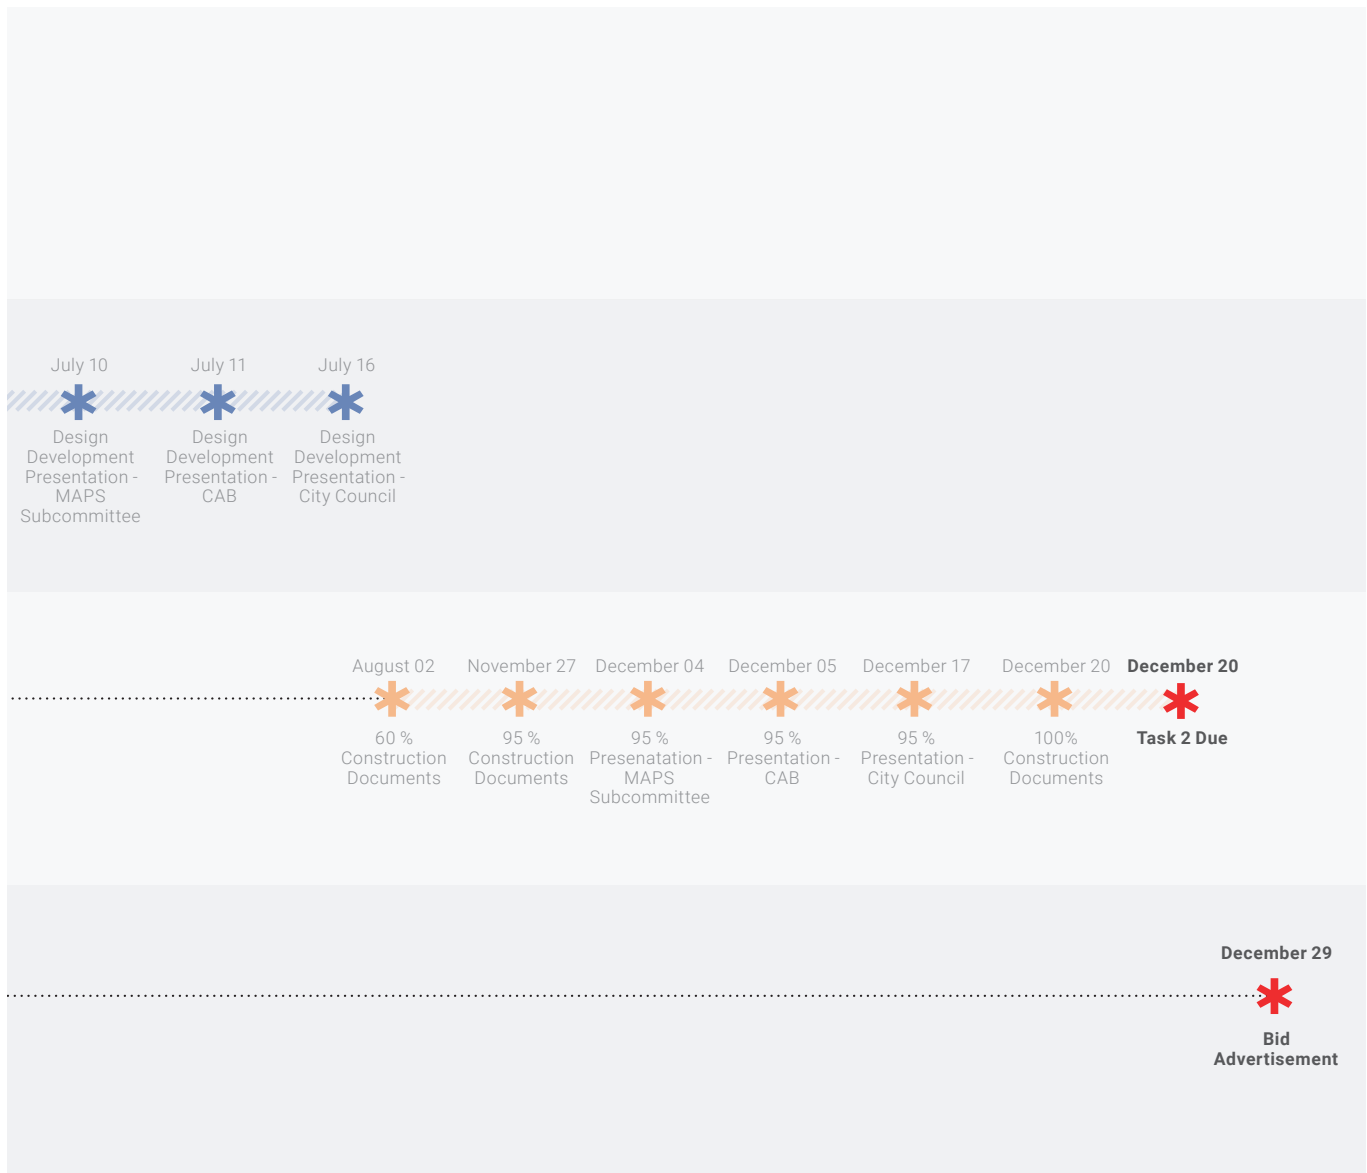 July 10
July 11
July 16
Design
Development
Presentation -
MAPS
Subcommittee
Design
Development
Presentation -
CAB
Design
Development
Presentation -
City Council
August 02
November 27
December 04
December 05
December 17
December 20
December 20
60 %
Construction
Documents
95 %
Construction
Documents
95 %
Presenatation -
MAPS
Subcommittee
95 %
Presentation -
CAB
95 %
Presentation -
City Council
100%
Construction
Documents
Task 2 Due
December 29
Bid
Advertisement